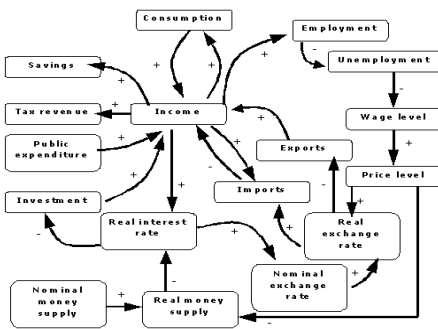 Consumption
Employment
Savings
Unemployment
Tax revenue
Income
Wage level
Public
expenditure
Exports
Price level
Investment
Imports
Real interest
rate
Real
exchange
rate
Nominal
exchange
rate
Nominal
money
supply
Real money
supply
+
+
+
+
-
+
-
+
+
+
+
+
-
+
+
-
+
-
+
+
+
-
+
-